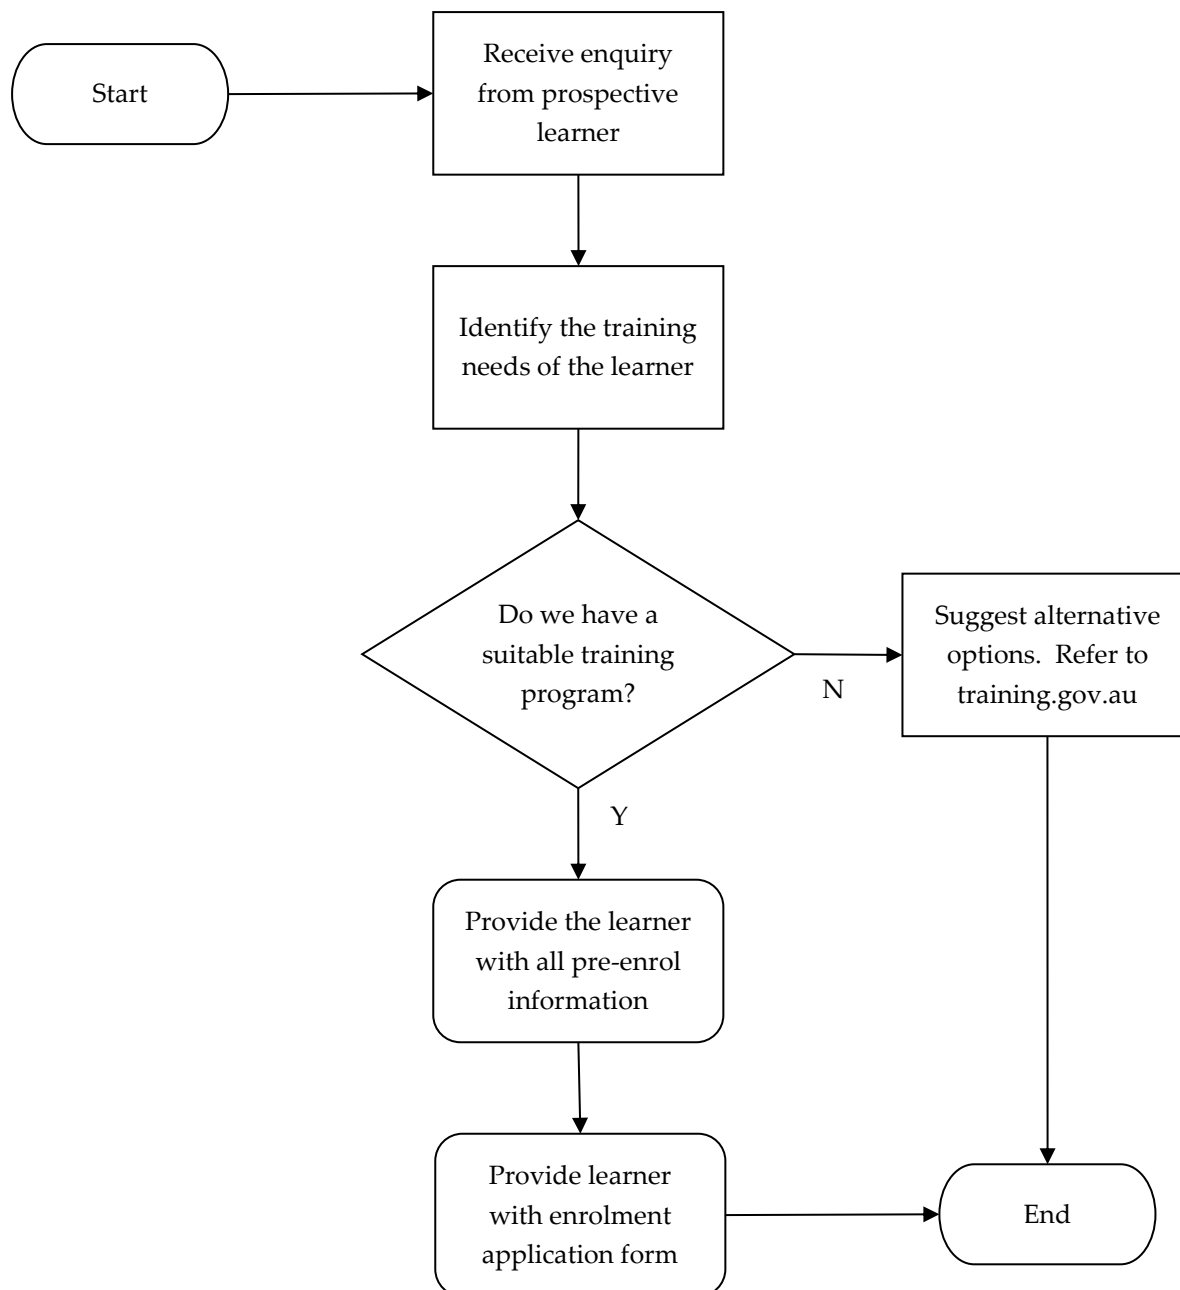 Start
Receive enquiry
from prospective
learner
Identify the training
needs of the learner
Do we have a
suitable training
program?
N
Suggest alternative
options.  Refer to
training.gov.au
Y
Provide the learner
with all pre-enrol
information
Provide learner
with enrolment
application form
End